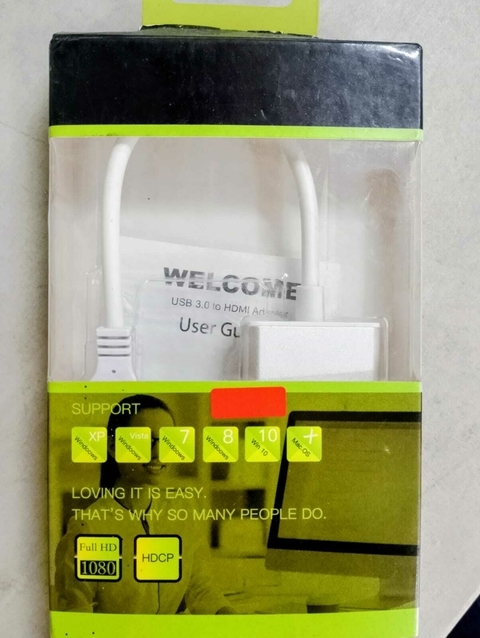 WELCOME
USB 3.0 to HDMI
User Gu
SUPPORT
XP Vista 7 8 10 +
Windows Windows Windows Windows Win 10 Mac OS
LOVING IT IS EASY.
THAT'S WHY SO MANY PEOPLE DO.
Full HD
1080 HDCP